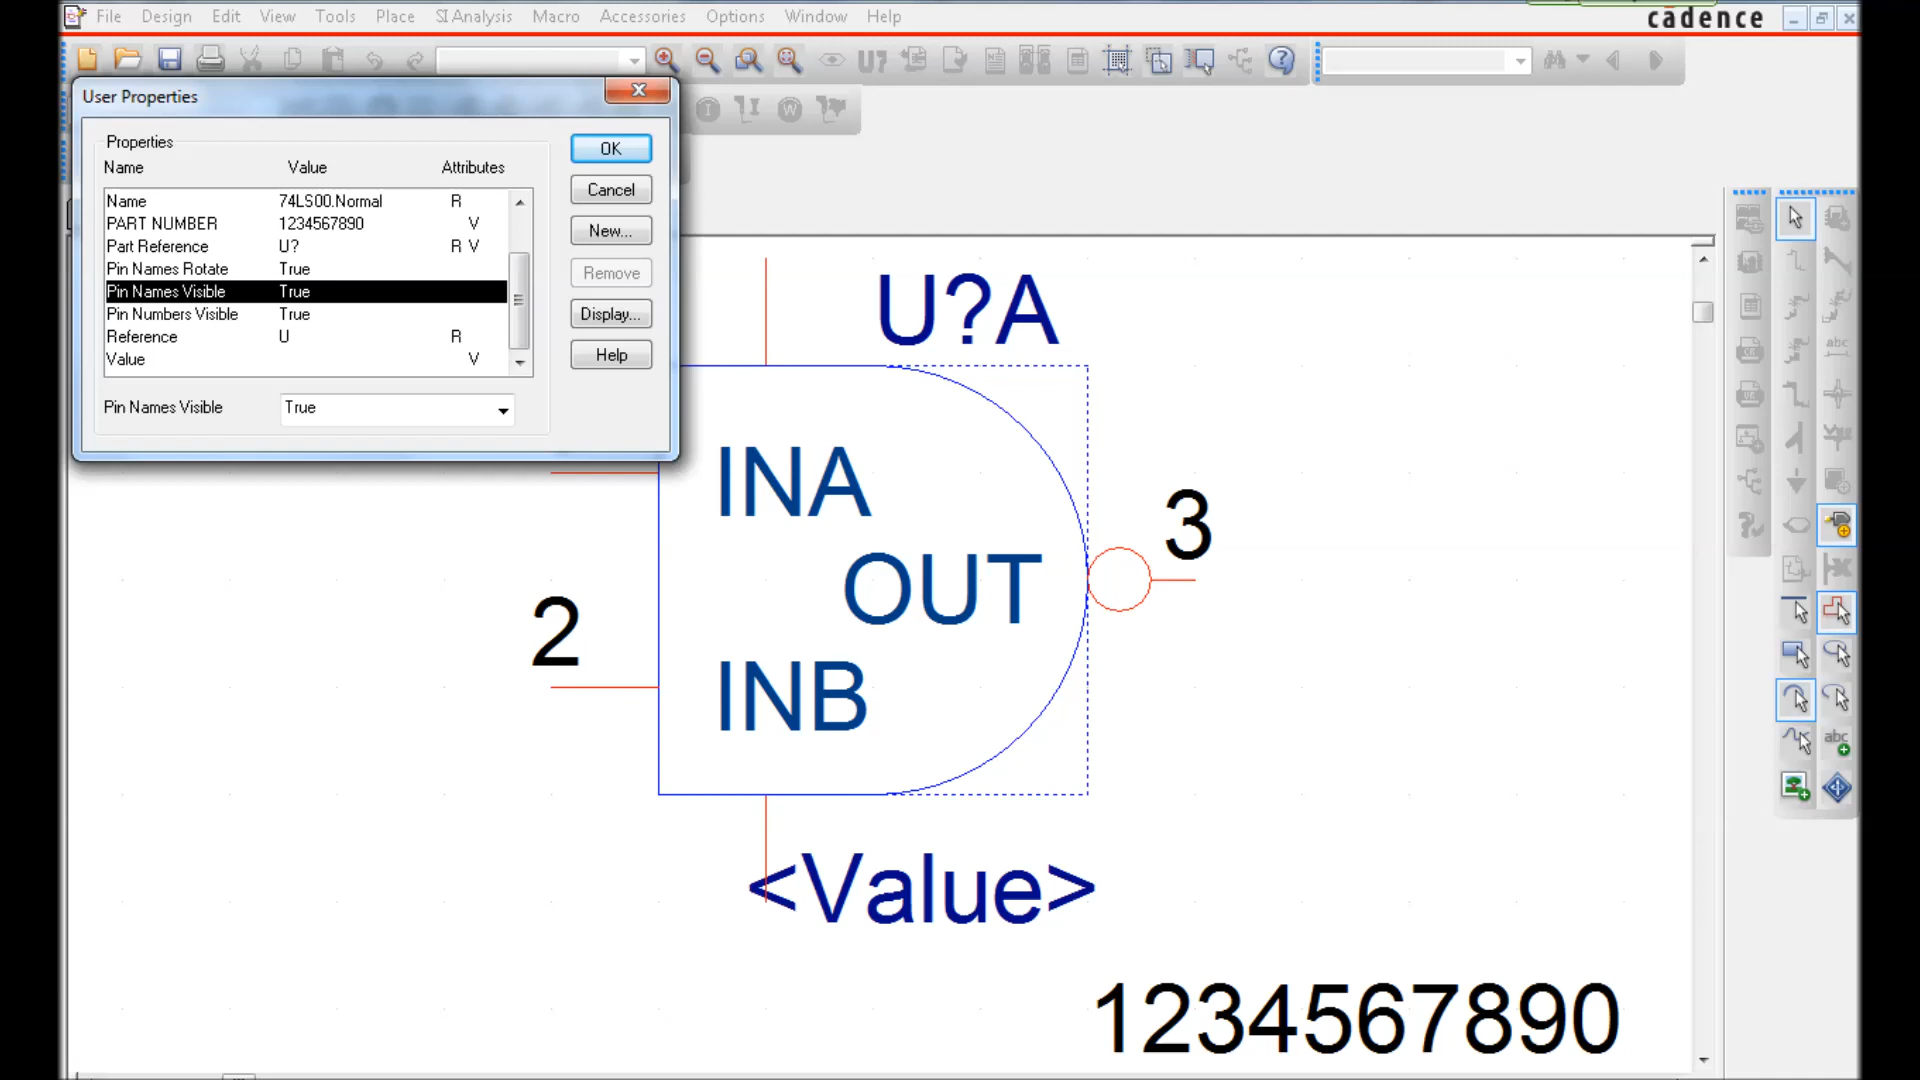 File Design Edit View Tools Place SI Analysis Macro Accessories Options Window Help
cādence
U?
User Properties
Properties
Name Value Attributes
Name 74LS00.Normal R
PART NUMBER 1234567890 V
Part Reference U? R V
Pin Names Rotate True
Pin Names Visible True
Pin Numbers Visible True
Reference U R
Value V
Pin Names Visible True
OK
Cancel
New...
Remove
Display...
Help
U?A
INA
OUT
INB
2
3
<Value>
1234567890
abc
abc